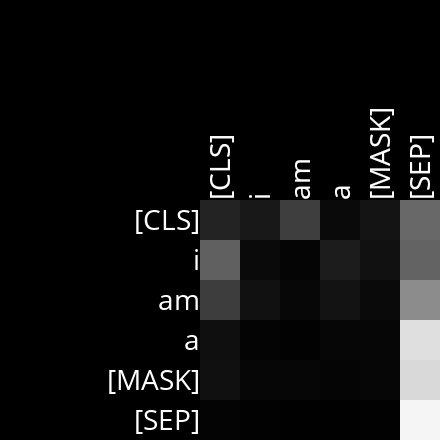 [CLS] i am a [MASK] [SEP]
[CLS]
i
am
a
[MASK]
[SEP]